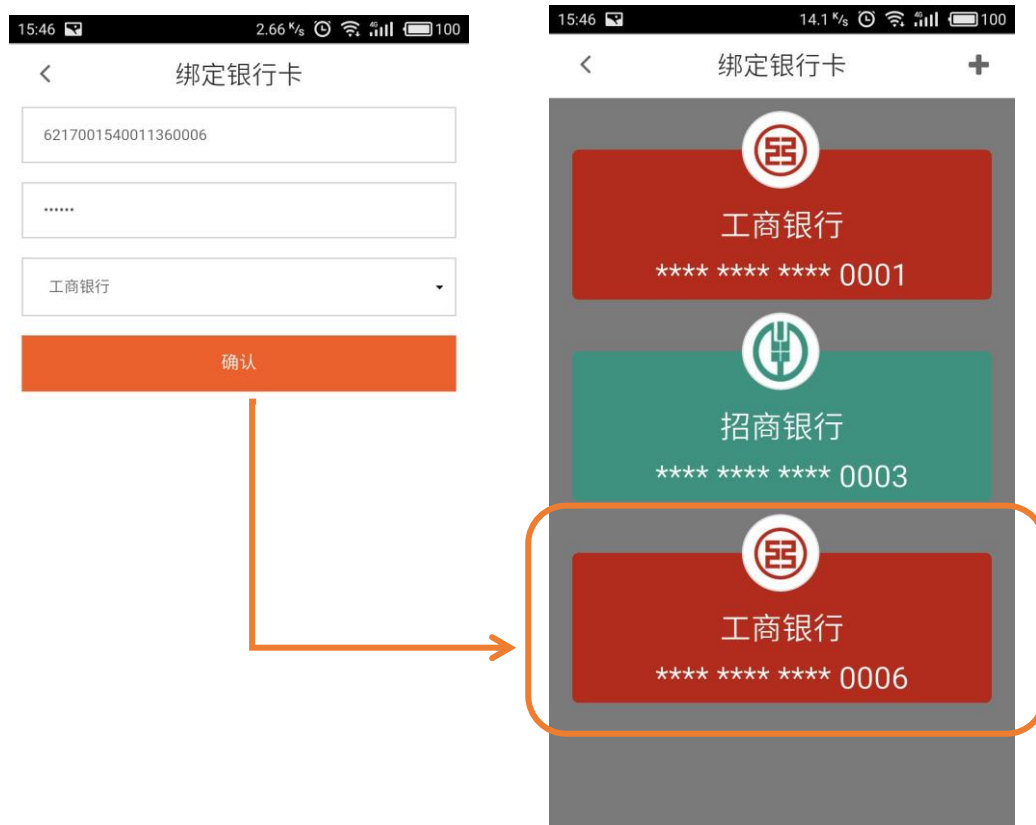 15:46 2.66 K/s 4G 100
绑定银行卡
6217001540011360006
••••••
工商银行
确认
15:46 14.1 K/s 4G 100
绑定银行卡
工商银行
**** **** **** 0001
招商银行
**** **** **** 0003
工商银行
**** **** **** 0006